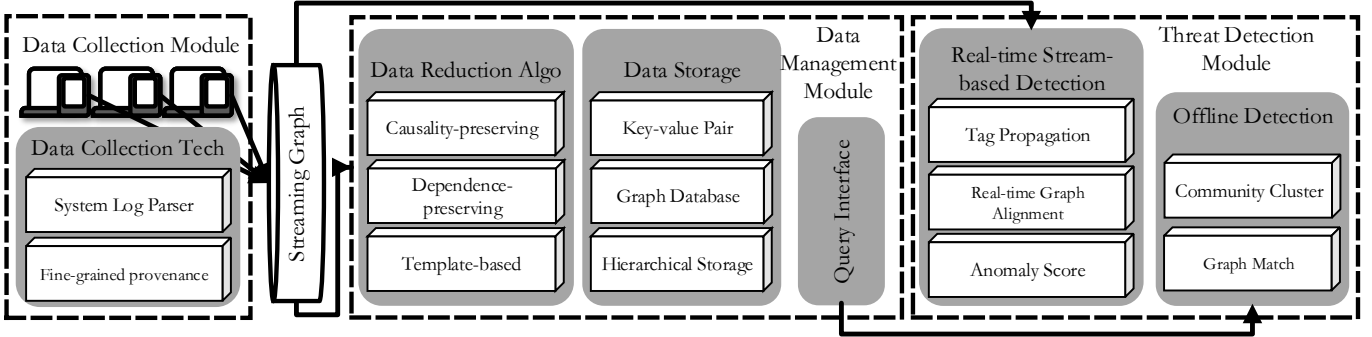 Data Collection Module
Data Collection Tech
System Log Parser
Fine-grained provenance
Streaming Graph
Data Reduction Algo
Causality-preserving
Dependence-
preserving
Template-based
Data Storage
Key-value Pair
Graph Database
Hierarchical Storage
Data
Management
Module
Query Interface
Real-time Stream-
based Detection
Tag Propagation
Real-time Graph
Alignment
Anomaly Score
Threat Detection
Module
Offline Detection
Community Cluster
Graph Match